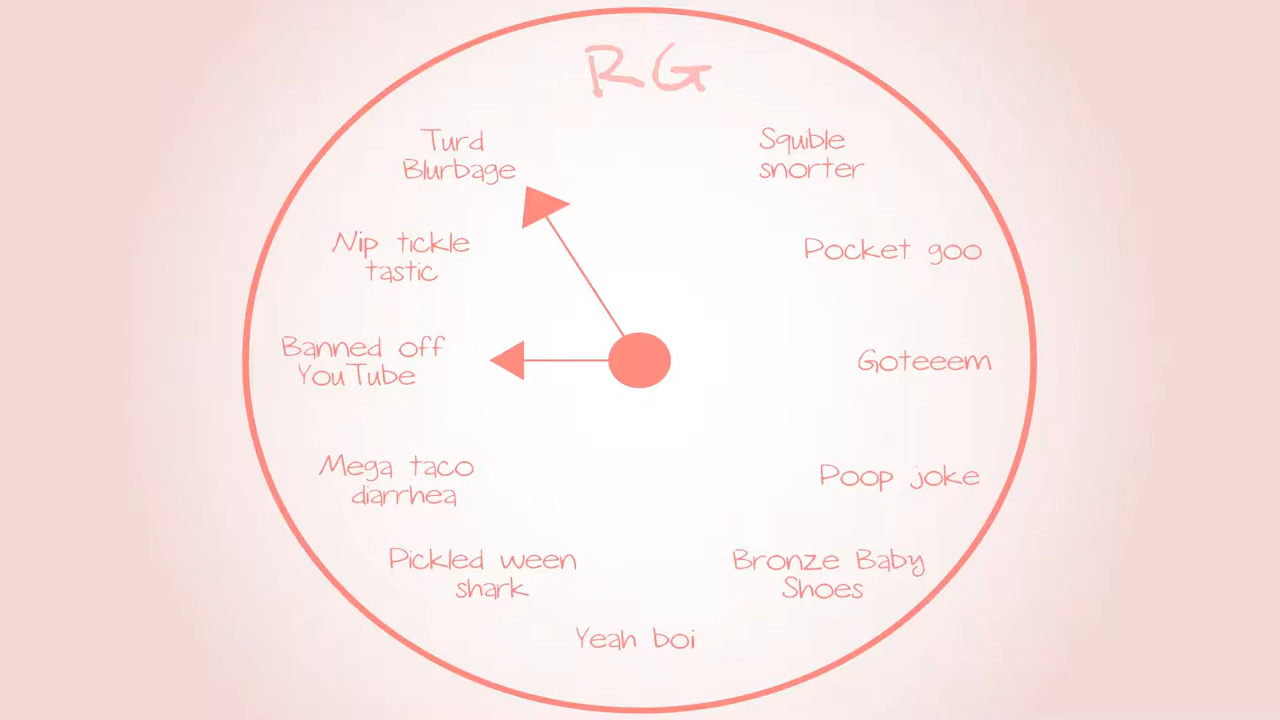 RG
Turd
Blurbage
Squible
snorter
Nip tickle
tastic
Pocket goo
Banned off
YouTube
Goteeem
Mega taco
diarrhea
Poop joke
Pickled ween
shark
Bronze Baby
Shoes
Yeah boi